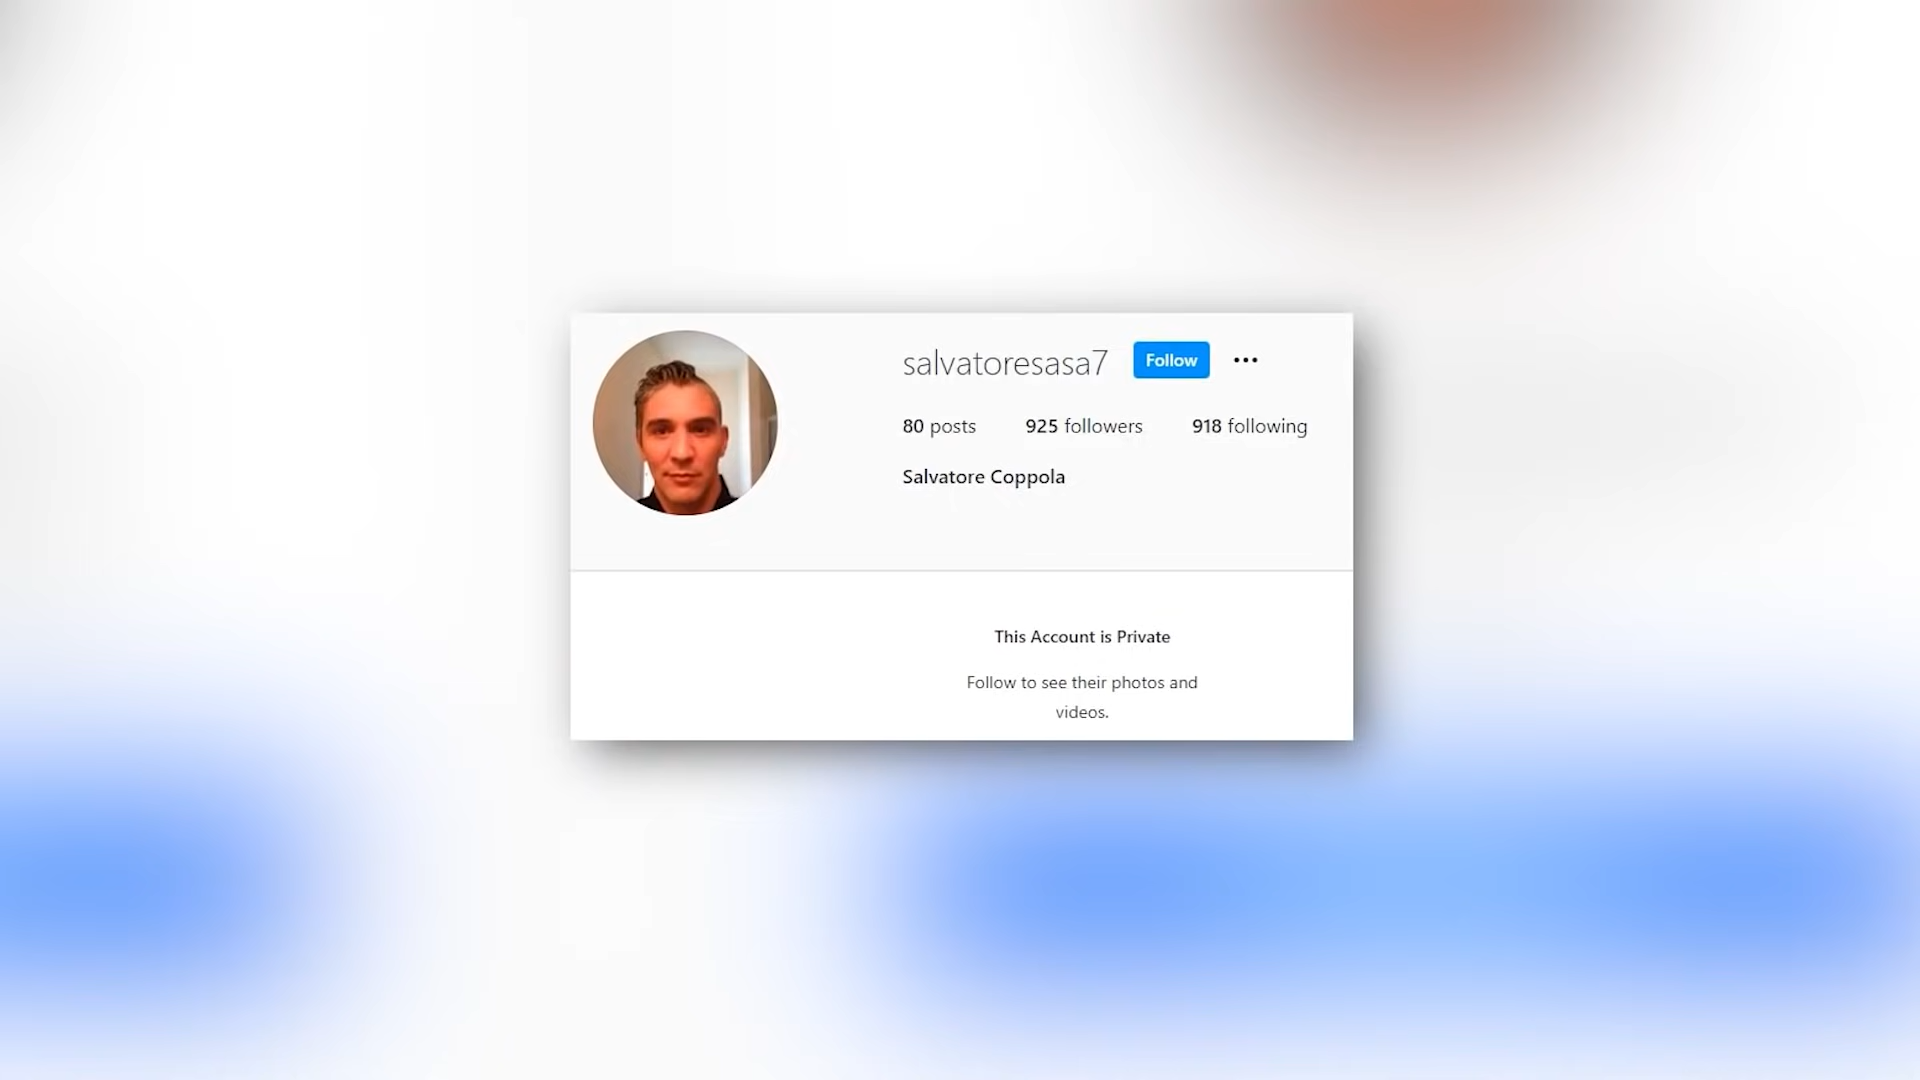 salvatoresasa7 Follow
80 posts 925 followers 918 following
Salvatore Coppola
This Account is Private
Follow to see their photos and
videos.